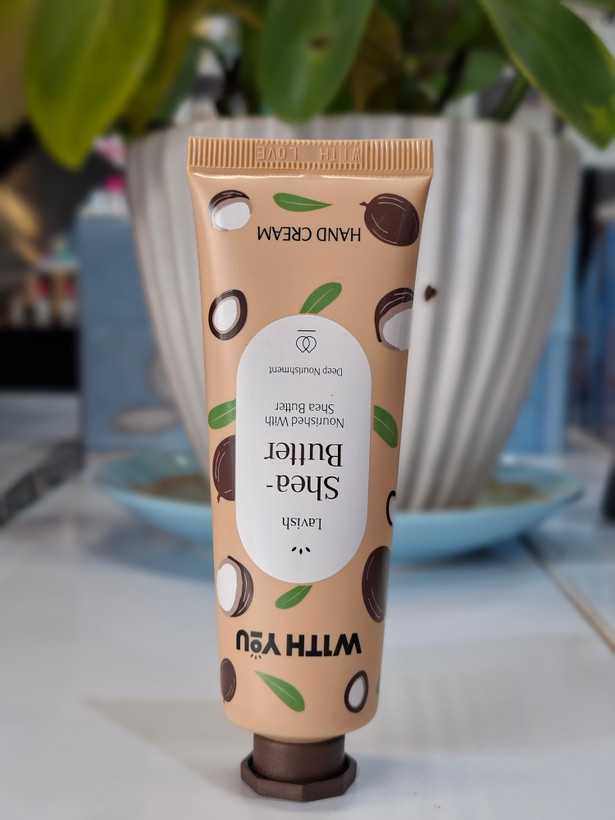 WITH YOU
Lavish
Shea-
Butter
Nourished With
Shea Butter
Deep Nourishment
HAND CREAM
WITH LOVE